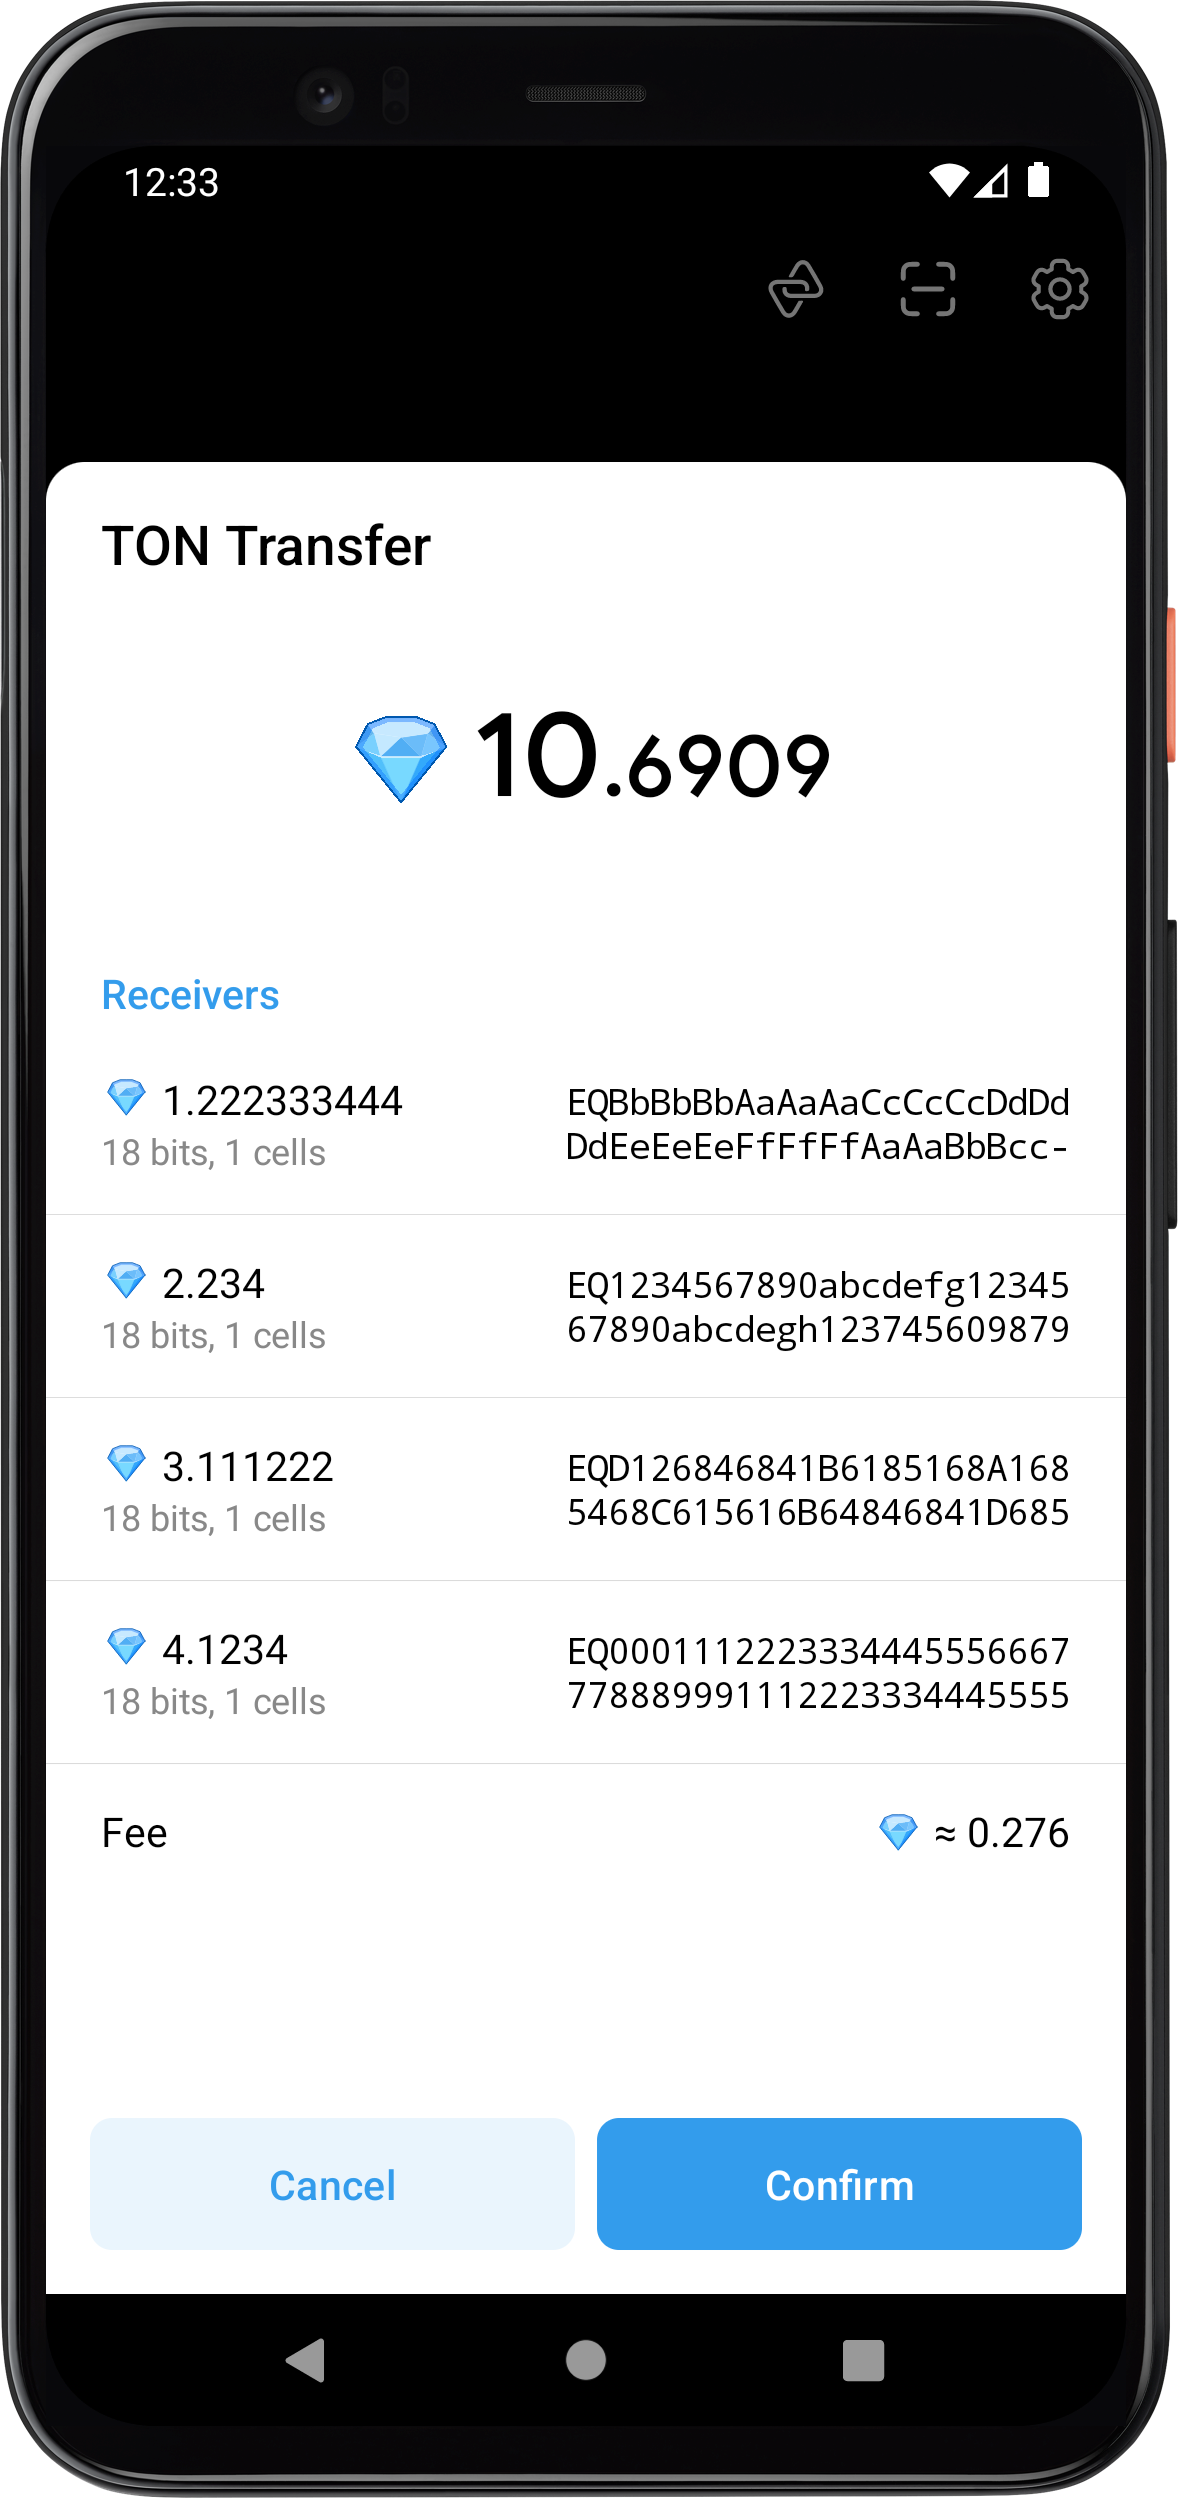 12:33
TON Transfer
10.6909
Receivers
1.222333444
18 bits, 1 cells
EQBbBbBbAaAaAaCcCcCcDdDd
DdEeEeEeFfFfFfAaAaBbBcc-
2.234
18 bits, 1 cells
EQ1234567890abcdefg12345
67890abcdegh123745609879
3.111222
18 bits, 1 cells
EQD126846841B6185168A168
5468C615616B64846841D685
4.1234
18 bits, 1 cells
EQ0001112223334445556667
778889991112223334445555
Fee
≈ 0.276
Cancel
Confirm